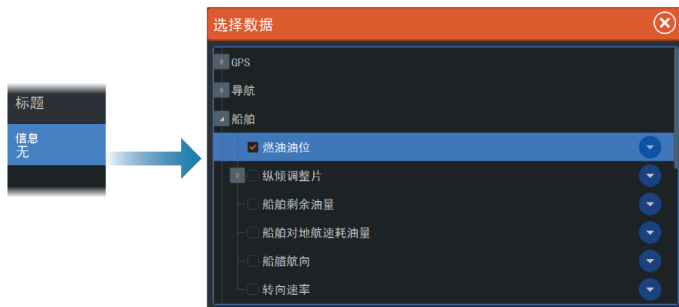 标题
信息
无
选择数据
GPS
导航
船舶
燃油油位
纵倾调整片
船舶剩余油量
船舶对地航速耗油量
船艏航向
转向速率